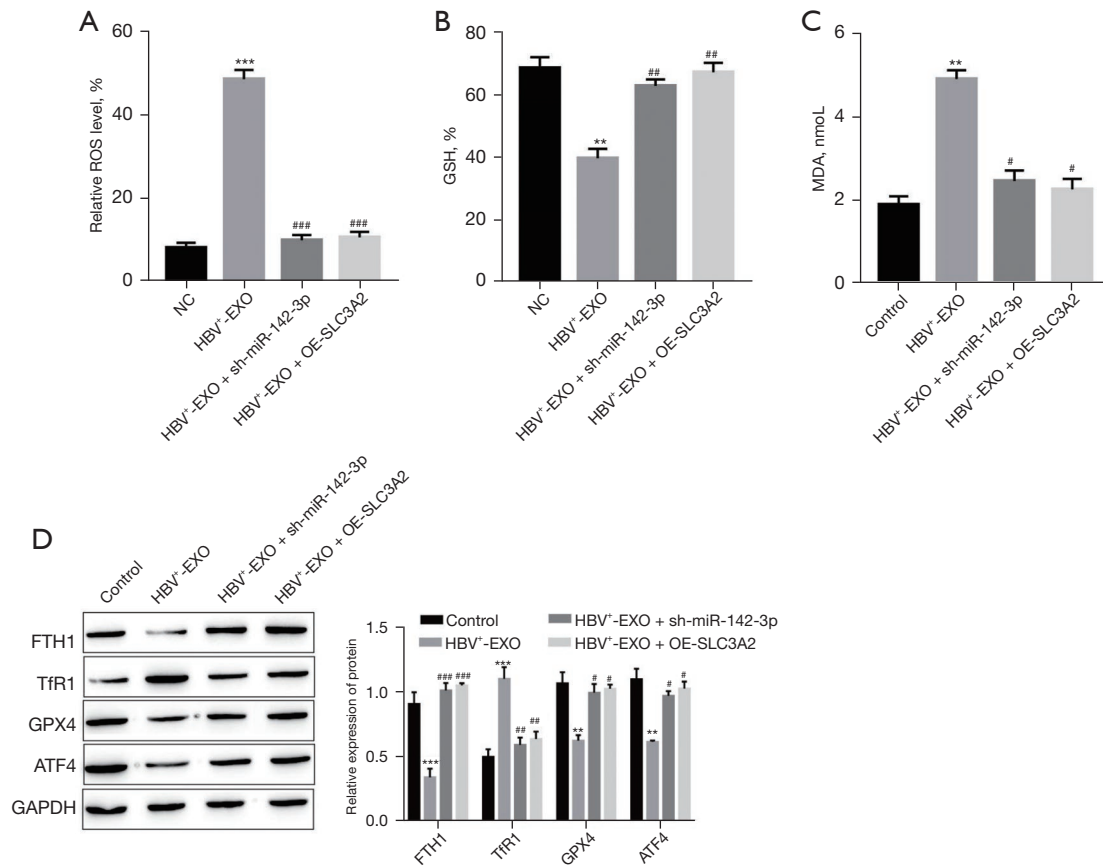 A
Relative ROS level, %
60
40
20
0
***
###
###
NC
HBV⁺-EXO
HBV⁺-EXO + sh-miR-142-3p
HBV⁺-EXO + OE-SLC3A2
B
GSH, %
80
60
40
20
0
**
##
##
NC
HBV⁺-EXO
HBV⁺-EXO + sh-miR-142-3p
HBV⁺-EXO + OE-SLC3A2
C
MDA, nmoL
6
4
2
0
**
#
#
Control
HBV⁺-EXO
HBV⁺-EXO + sh-miR-142-3p
HBV⁺-EXO + OE-SLC3A2
D
Control
HBV⁺-EXO
HBV⁺-EXO + sh-miR-142-3p
HBV⁺-EXO + OE-SLC3A2
FTH1
TfR1
GPX4
ATF4
GAPDH
Relative expression of protein
1.5
1.0
0.5
0.0
Control
HBV⁺-EXO
HBV⁺-EXO + sh-miR-142-3p
HBV⁺-EXO + OE-SLC3A2
***
###
###
***
##
##
**
#
#
**
#
#
FTH1
TfR1
GPX4
ATF4